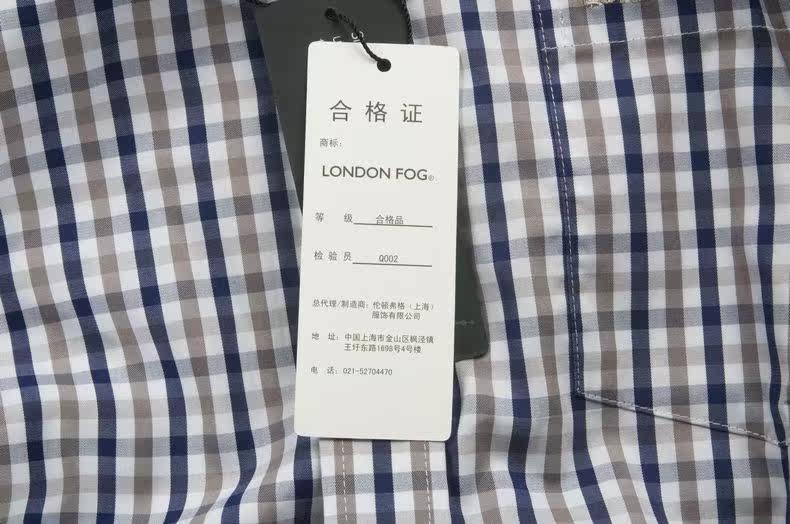 合格证
商标:
LONDON FOG®
等 级 合格品
检验员 Q002
总代理/制造商: 伦顿弗格(上海)
服饰有限公司
地 址: 中国上海市金山区枫泾镇
王圩东路1698号4号楼
电 话: 021-52704470